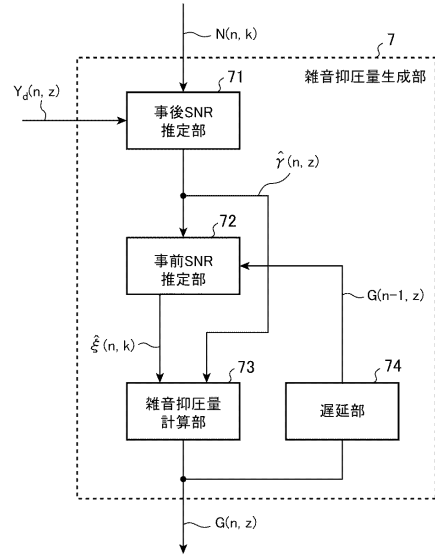 N(n, k)
7
雑音抑圧量生成部
Yd(n, z)
71
事後SNR
推定部
γ̂(n, z)
72
事前SNR
推定部
G(n-1, z)
ξ̂(n, k)
73
雑音抑圧量
計算部
74
遅延部
G(n, z)